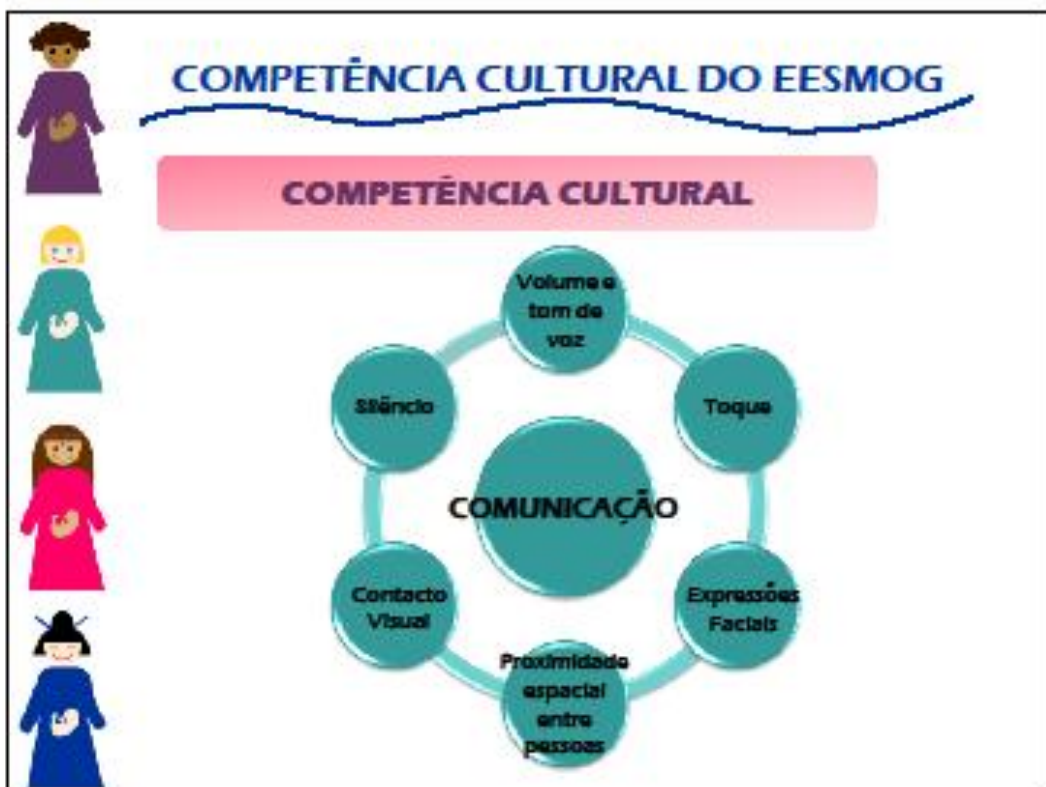 COMPETÊNCIA CULTURAL DO EESMOG
COMPETÊNCIA CULTURAL
Volume e
tom de
voz
Toque
Expressões
Faciais
Proximidade
espacial
entre
pessoas
Contacto
Visual
Silêncio
COMUNICAÇÃO